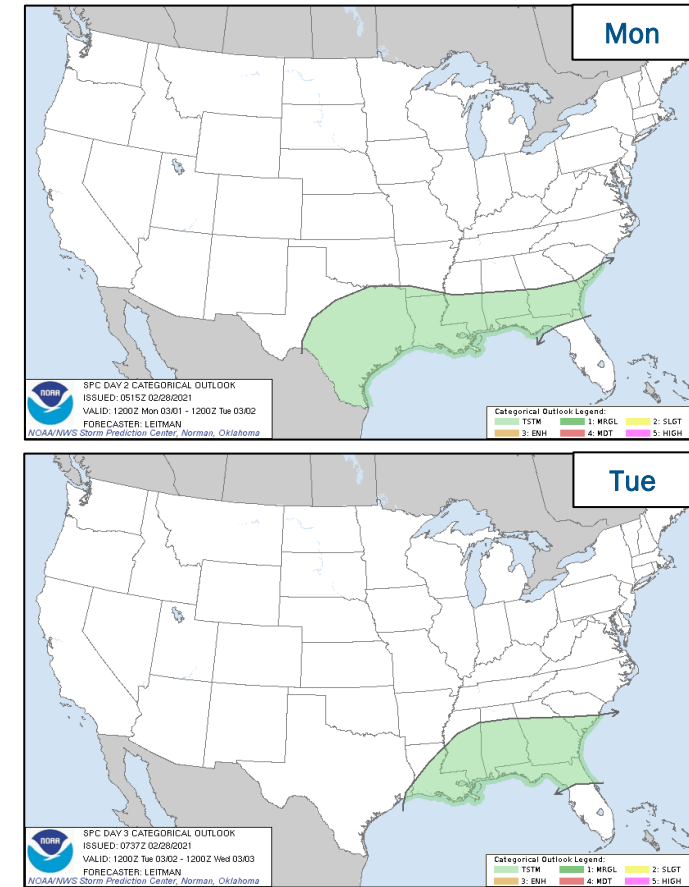 Mon
SPC DAY 2 CATEGORICAL OUTLOOK
ISSUED: 0515Z 02/28/2021
VALID: 1200Z Mon 03/01 - 1200Z Tue 03/02
FORECASTER: LEITMAN
NOAA/NWS Storm Prediction Center, Norman, Oklahoma
NOAA
Categorical Outlook Legend:
TSTM 1: MRGL 2: SLGT
3: ENH 4: MDT 5: HIGH
Tue
SPC DAY 3 CATEGORICAL OUTLOOK
ISSUED: 0737Z 02/28/2021
VALID: 1200Z Tue 03/02 - 1200Z Wed 03/03
FORECASTER: LEITMAN
NOAA/NWS Storm Prediction Center, Norman, Oklahoma
NOAA
Categorical Outlook Legend:
TSTM 1: MRGL 2: SLGT
3: ENH 4: MDT 5: HIGH